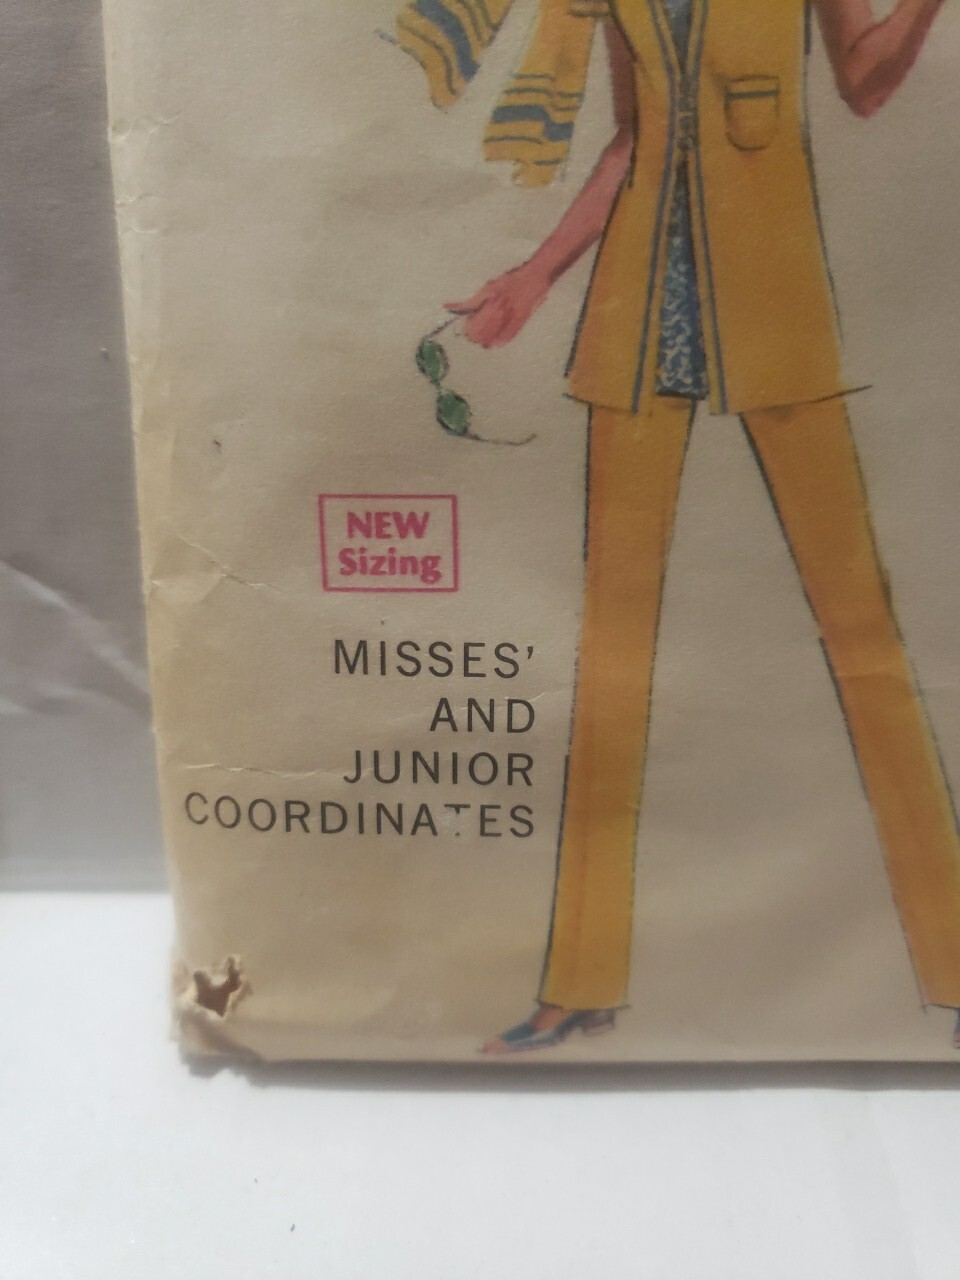 NEW
Sizing
MISSES'
AND
JUNIOR
COORDINATES